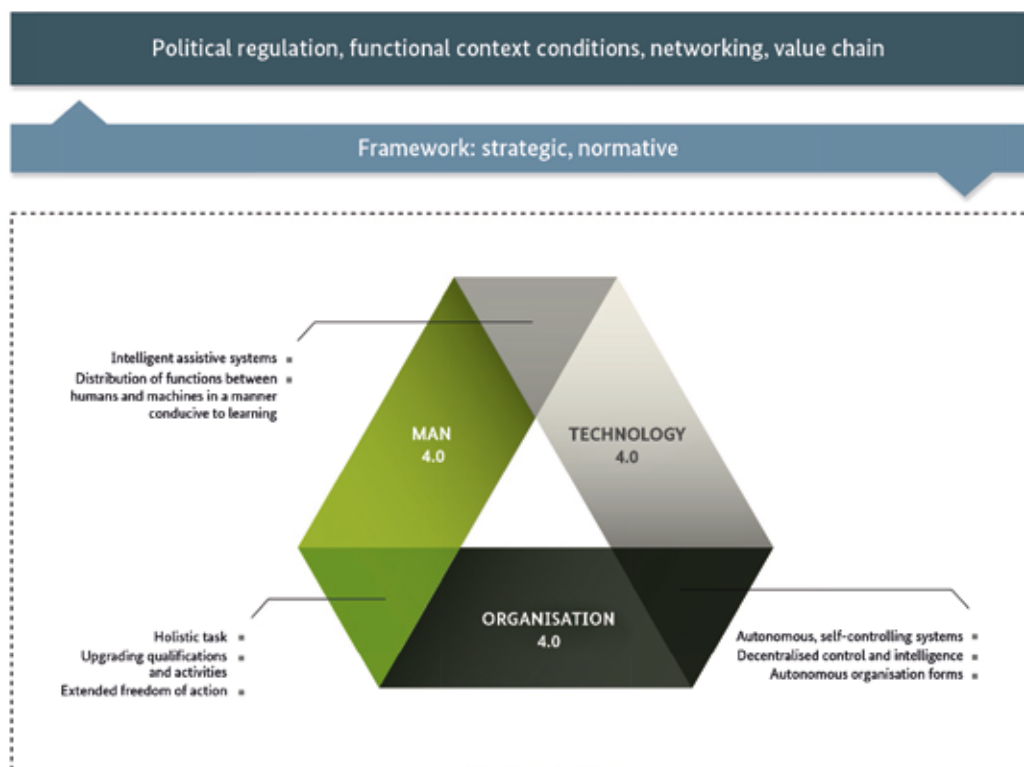 Political regulation, functional context conditions, networking, value chain
Framework: strategic, normative
Intelligent assistive systems
Distribution of functions between
humans and machines in a manner
conducive to learning
MAN
4.0
TECHNOLOGY
4.0
ORGANISATION
4.0
Holistic task
Upgrading qualifications
and activities
Extended freedom of action
Autonomous, self-controlling systems
Decentralised control and intelligence
Autonomous organisation forms